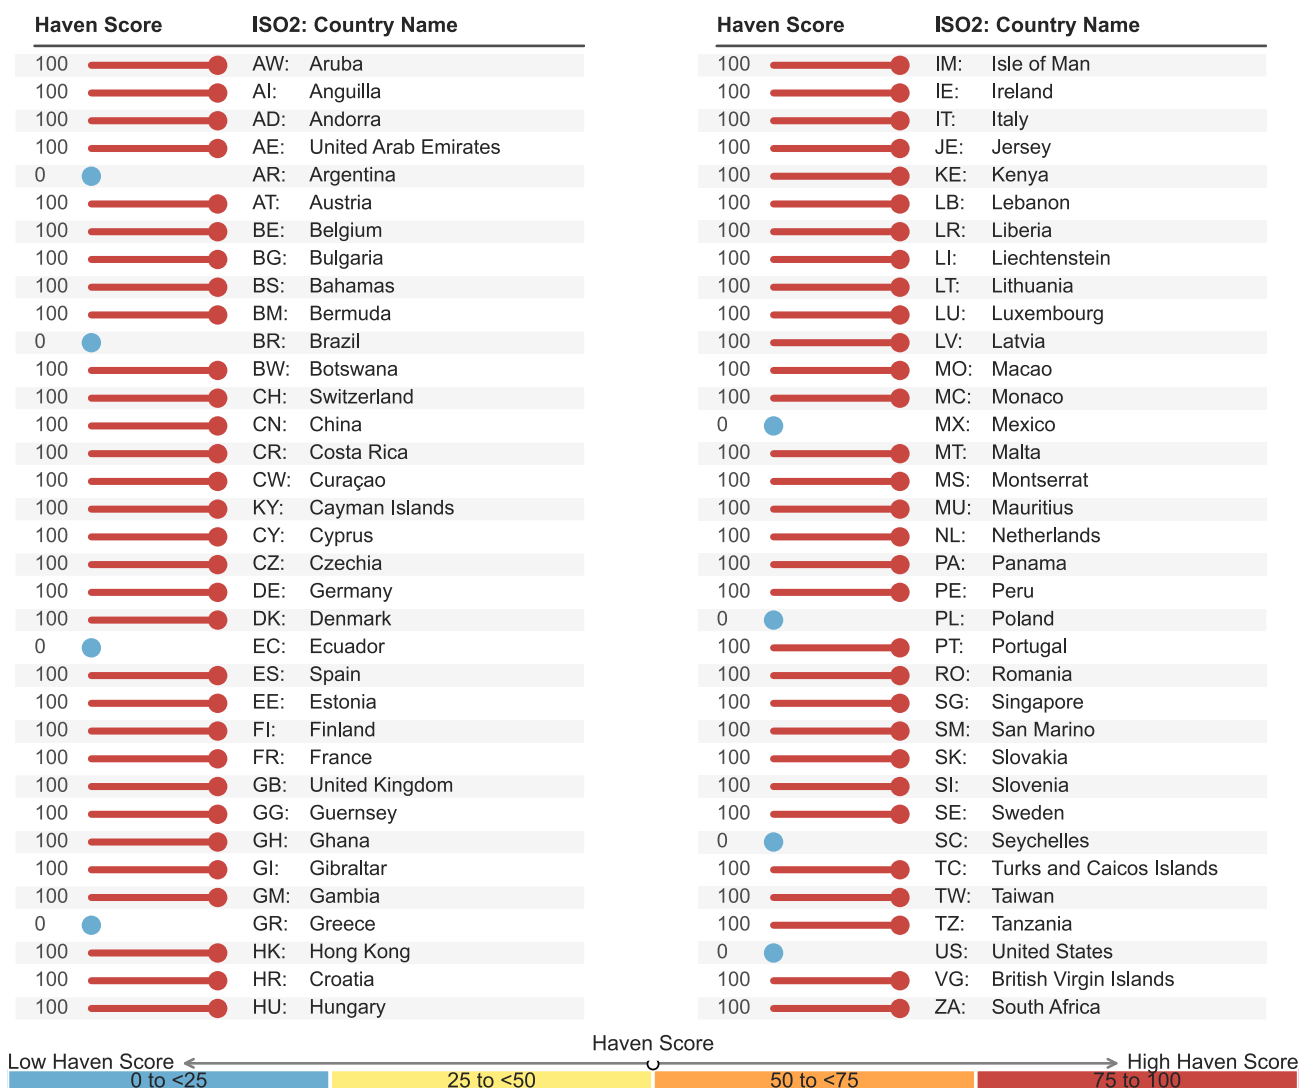 Haven Score ISO2: Country Name
100 AW: Aruba
100 AI: Anguilla
100 AD: Andorra
100 AE: United Arab Emirates
0 AR: Argentina
100 AT: Austria
100 BE: Belgium
100 BG: Bulgaria
100 BS: Bahamas
100 BM: Bermuda
0 BR: Brazil
100 BW: Botswana
100 CH: Switzerland
100 CN: China
100 CR: Costa Rica
100 CW: Curaçao
100 KY: Cayman Islands
100 CY: Cyprus
100 CZ: Czechia
100 DE: Germany
100 DK: Denmark
0 EC: Ecuador
100 ES: Spain
100 EE: Estonia
100 FI: Finland
100 FR: France
100 GB: United Kingdom
100 GG: Guernsey
100 GH: Ghana
100 GI: Gibraltar
100 GM: Gambia
0 GR: Greece
100 HK: Hong Kong
100 HR: Croatia
100 HU: Hungary
Haven Score ISO2: Country Name
100 IM: Isle of Man
100 IE: Ireland
100 IT: Italy
100 JE: Jersey
100 KE: Kenya
100 LB: Lebanon
100 LR: Liberia
100 LI: Liechtenstein
100 LT: Lithuania
100 LU: Luxembourg
100 LV: Latvia
100 MO: Macao
100 MC: Monaco
0 MX: Mexico
100 MT: Malta
100 MS: Montserrat
100 MU: Mauritius
100 NL: Netherlands
100 PA: Panama
100 PE: Peru
0 PL: Poland
100 PT: Portugal
100 RO: Romania
100 SG: Singapore
100 SM: San Marino
100 SK: Slovakia
100 SI: Slovenia
100 SE: Sweden
0 SC: Seychelles
100 TC: Turks and Caicos Islands
100 TW: Taiwan
100 TZ: Tanzania
0 US: United States
100 VG: British Virgin Islands
100 ZA: South Africa
Haven Score
Low Haven Score High Haven Score
0 to <25 25 to <50 50 to <75 75 to 100